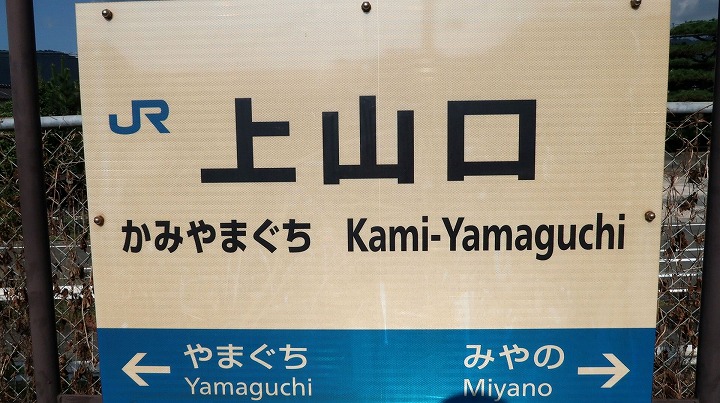 JR 上山口
かみやまぐち Kami-Yamaguchi
← やまぐち みやの →
Yamaguchi Miyano